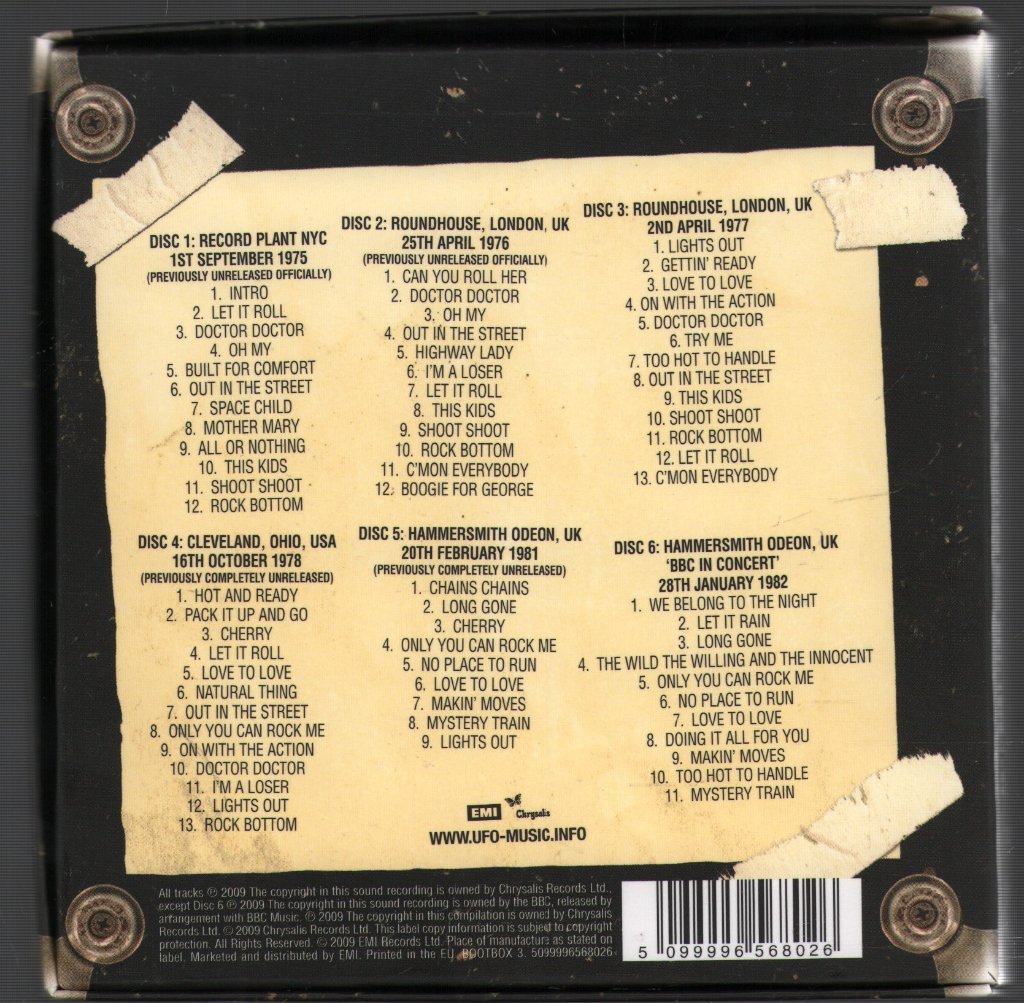 DISC 1: RECORD PLANT NYC
1ST SEPTEMBER 1975
(PREVIOUSLY UNRELEASED OFFICIALLY)
1. INTRO
2. LET IT ROLL
3. DOCTOR DOCTOR
4. OH MY
5. BUILT FOR COMFORT
6. OUT IN THE STREET
7. SPACE CHILD
8. MOTHER MARY
9. ALL OR NOTHING
10. THIS KIDS
11. SHOOT SHOOT
12. ROCK BOTTOM
DISC 2: ROUNDHOUSE, LONDON, UK
25TH APRIL 1976
(PREVIOUSLY UNRELEASED OFFICIALLY)
1. CAN YOU ROLL HER
2. DOCTOR DOCTOR
3. OH MY
4. OUT IN THE STREET
5. HIGHWAY LADY
6. I'M A LOSER
7. LET IT ROLL
8. THIS KIDS
9. SHOOT SHOOT
10. ROCK BOTTOM
11. C'MON EVERYBODY
12. BOOGIE FOR GEORGE
DISC 3: ROUNDHOUSE, LONDON, UK
2ND APRIL 1977
1. LIGHTS OUT
2. GETTIN' READY
3. LOVE TO LOVE
4. ON WITH THE ACTION
5. DOCTOR DOCTOR
6. TRY ME
7. TOO HOT TO HANDLE
8. OUT IN THE STREET
9. THIS KIDS
10. SHOOT SHOOT
11. ROCK BOTTOM
12. LET IT ROLL
13. C'MON EVERYBODY
DISC 4: CLEVELAND, OHIO, USA
16TH OCTOBER 1978
(PREVIOUSLY COMPLETELY UNRELEASED)
1. HOT AND READY
2. PACK IT UP AND GO
3. CHERRY
4. LET IT ROLL
5. LOVE TO LOVE
6. NATURAL THING
7. OUT IN THE STREET
8. ONLY YOU CAN ROCK ME
9. ON WITH THE ACTION
10. DOCTOR DOCTOR
11. I'M A LOSER
12. LIGHTS OUT
13. ROCK BOTTOM
DISC 5: HAMMERSMITH ODEON, UK
20TH FEBRUARY 1981
(PREVIOUSLY COMPLETELY UNRELEASED)
1. CHAINS CHAINS
2. LONG GONE
3. CHERRY
4. ONLY YOU CAN ROCK ME
5. NO PLACE TO RUN
6. LOVE TO LOVE
7. MAKIN' MOVES
8. MYSTERY TRAIN
9. LIGHTS OUT
DISC 6: HAMMERSMITH ODEON, UK
'BBC IN CONCERT'
28TH JANUARY 1982
1. WE BELONG TO THE NIGHT
2. LET IT RAIN
3. LONG GONE
4. THE WILD THE WILLING AND THE INNOCENT
5. ONLY YOU CAN ROCK ME
6. NO PLACE TO RUN
7. LOVE TO LOVE
8. DOING IT ALL FOR YOU
9. MAKIN' MOVES
10. TOO HOT TO HANDLE
11. MYSTERY TRAIN
EMI Chrysalis
WWW.UFO-MUSIC.INFO
All tracks ℗ 2009 The copyright in this sound recording is owned by Chrysalis Records Ltd.,
except Disc 6 ℗ 2009 The copyright in this sound recording is owned by the BBC, released by
arrangement with BBC Music. ℗ 2009 The copyright in this compilation is owned by Chrysalis
Records Ltd. © 2009 Chrysalis Records Ltd. This label copy information is subject to copyright
protection. All Rights Reserved. © 2009 EMI Records Ltd. Place of manufacture as stated on
label. Marketed and distributed by EMI. Printed in the EU. BOOTBOX 3. 5099996568026
5 099996 568026